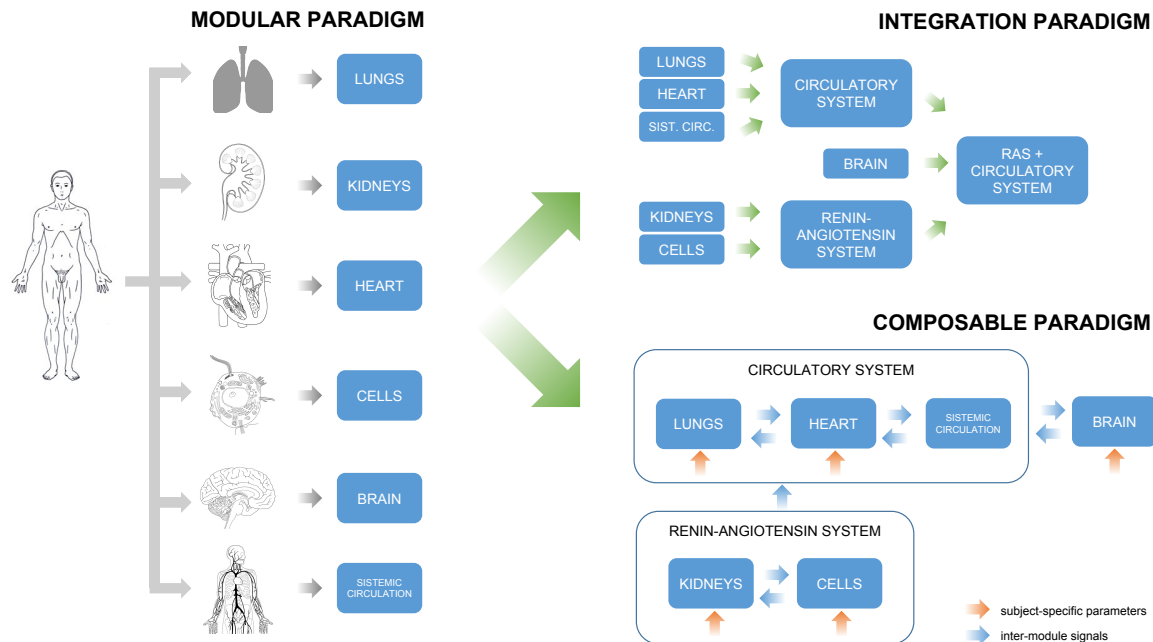 MODULAR PARADIGM
LUNGS
KIDNEYS
HEART
CELLS
BRAIN
SISTEMIC
CIRCULATION
INTEGRATION PARADIGM
LUNGS
HEART
SIST. CIRC.
CIRCULATORY
SYSTEM
BRAIN
RAS +
CIRCULATORY
SYSTEM
KIDNEYS
CELLS
RENIN-
ANGIOTENSIN
SYSTEM
COMPOSABLE PARADIGM
CIRCULATORY SYSTEM
LUNGS
HEART
SISTEMIC
CIRCULATION
BRAIN
RENIN-ANGIOTENSIN SYSTEM
KIDNEYS
CELLS
subject-specific parameters
inter-module signals